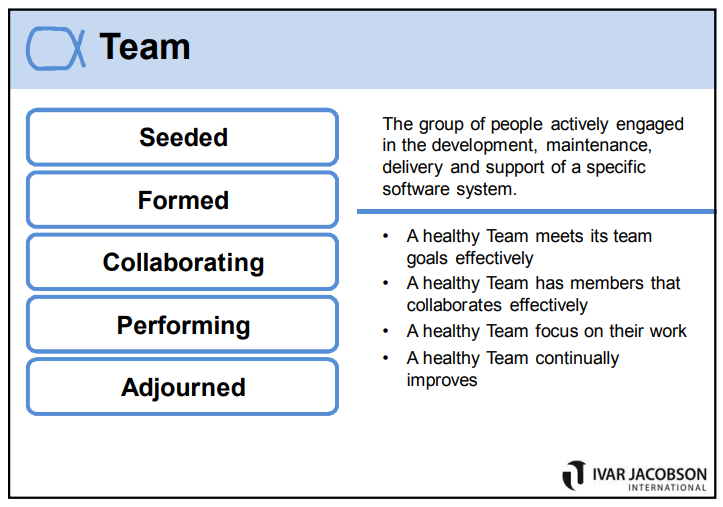 Team
Seeded
Formed
Collaborating
Performing
Adjourned
The group of people actively engaged
in the development, maintenance,
delivery and support of a specific
software system.
• A healthy Team meets its team
goals effectively
• A healthy Team has members that
collaborates effectively
• A healthy Team focus on their work
• A healthy Team continually
improves
IVAR JACOBSON
INTERNATIONAL